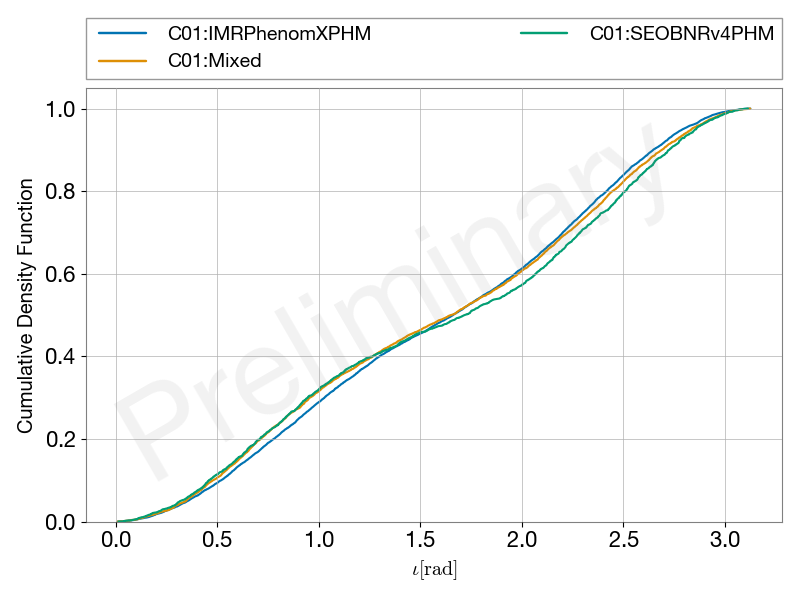 C01:IMRPhenomXPHM
C01:SEOBNRv4PHM
C01:Mixed
Preliminary
Cumulative Density Function
1.0
0.8
0.6
0.4
0.2
0.0
0.0 0.5 1.0 1.5 2.0 2.5 3.0
ι[rad]